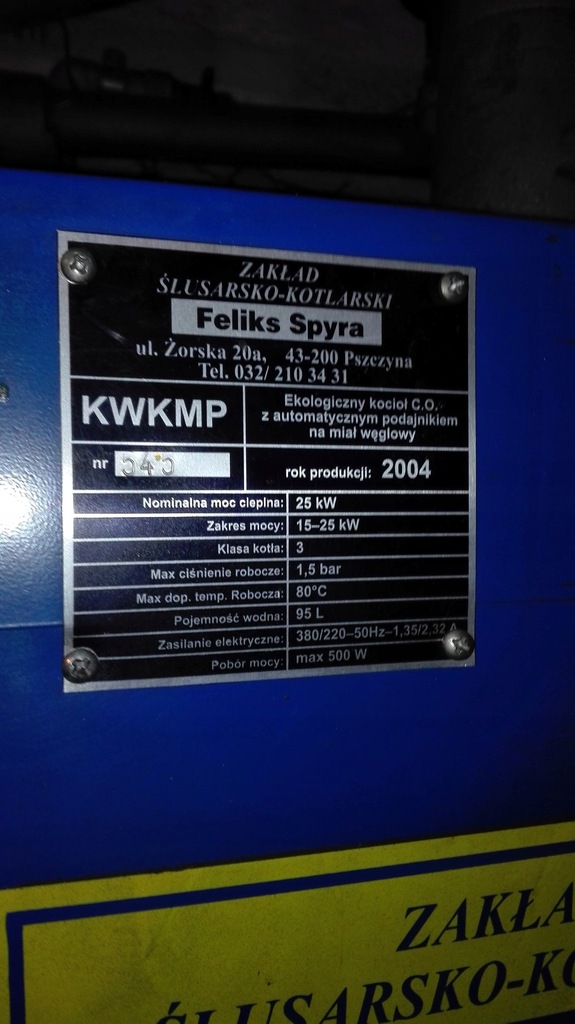 ZAKŁAD
ŚLUSARSKO-KOTLARSKI
Feliks Spyra
ul. Żorska 20a, 43-200 Pszczyna
Tel. 032/ 210 34 31
KWKMP
Ekologiczny kocioł C.O.
z automatycznym podajnikiem
na miał węglowy
nr
rok produkcji: 2004
Nominalna moc cieplna: 25 kW
Zakres mocy: 15–25 kW
Klasa kotła: 3
Max ciśnienie robocze: 1,5 bar
Max dop. temp. Robocza: 80°C
Pojemność wodna: 95 L
Zasilanie elektryczne: 380/220–50Hz–1,35/2,32 A
Pobór mocy: max 500 W
ZAKŁA
ŚLUSARSKO-KO